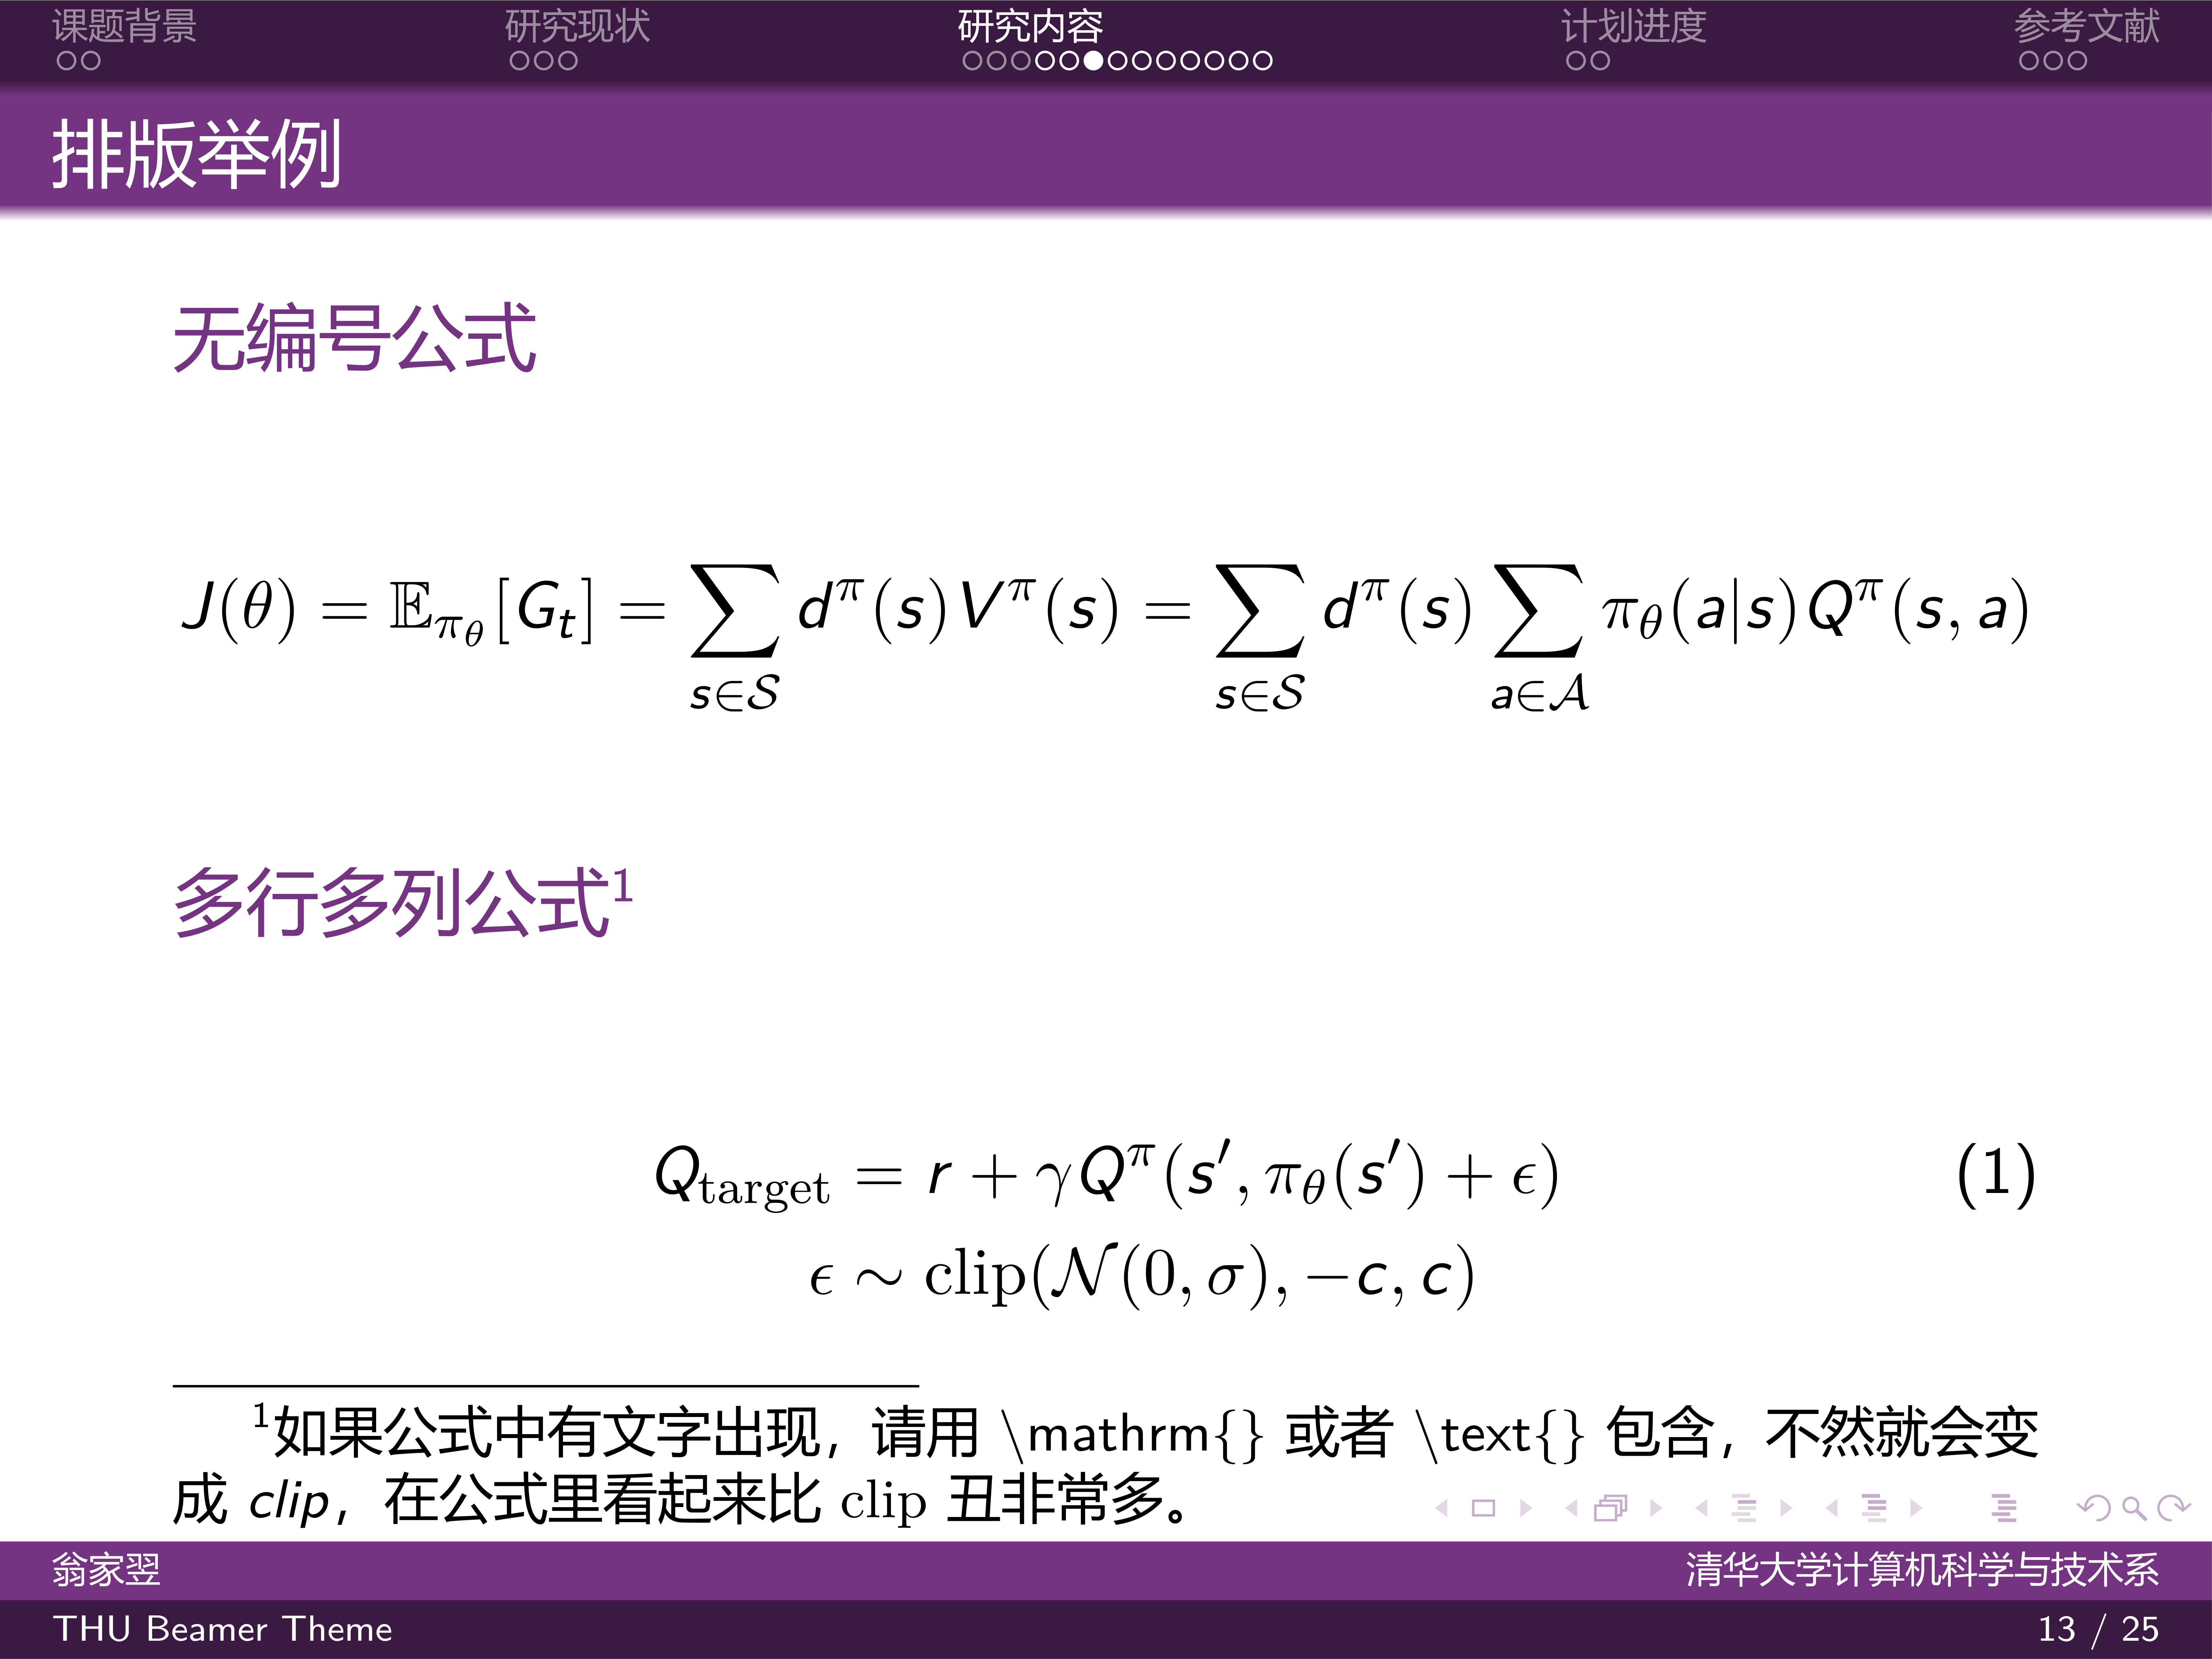 课题背景 研究现状 研究内容 计划进度 参考文献
排版举例
无编号公式
J(θ) = 𝔼_{π_θ}[G_t] = ∑_{s∈𝒮} d^π(s)V^π(s) = ∑_{s∈𝒮} d^π(s) ∑_{a∈𝒜} π_θ(a|s)Q^π(s, a)
多行多列公式¹
Q_target = r + γQ^π(s′, π_θ(s′) + ϵ) (1)
ϵ ∼ clip(𝒩(0, σ), −c, c)
¹如果公式中有文字出现，请用 \mathrm{} 或者 \text{} 包含，不然就会变
成 clip，在公式里看起来比 clip 丑非常多。
翁家翌 清华大学计算机科学与技术系
THU Beamer Theme 13 / 25